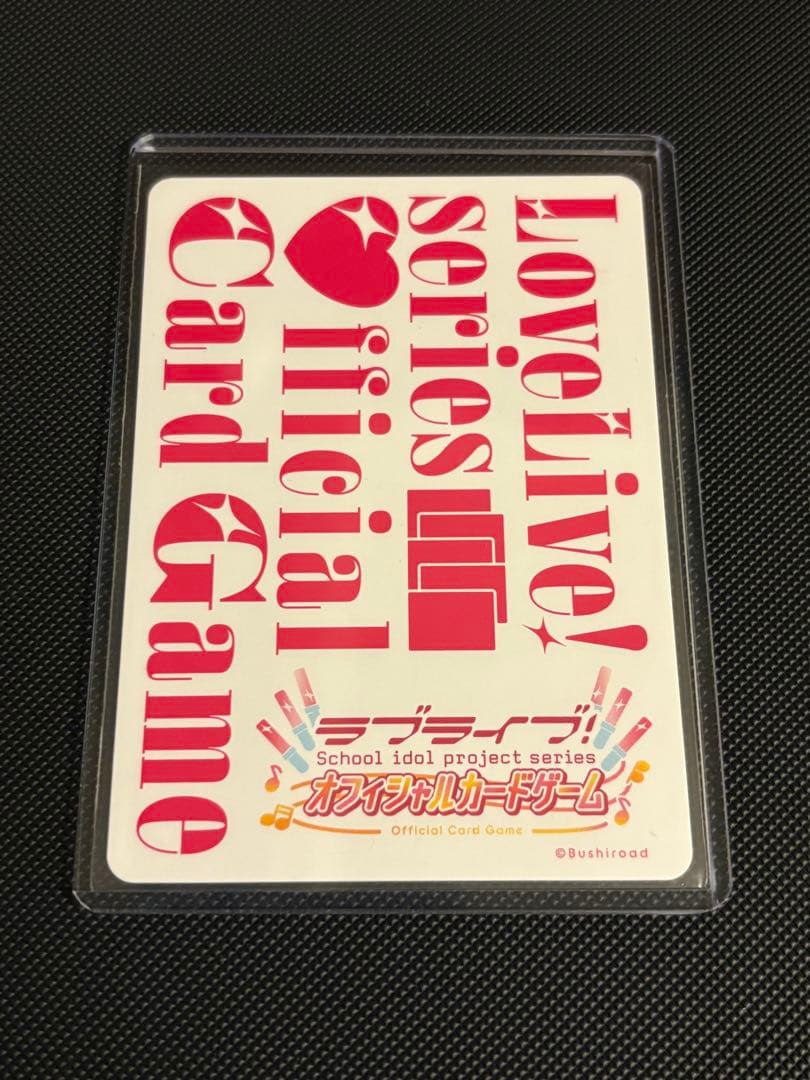 LoveLive!
series
Official
Card Game
ラブライブ!
School idol project series
オフィシャルカードゲーム
Official Card Game
©Bushiroad